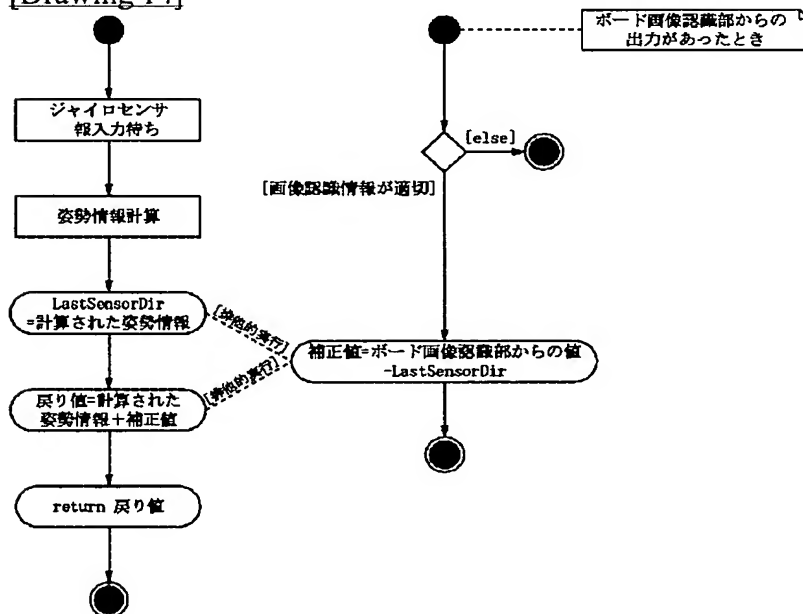 ジャイロセンサ
報入力待ち
姿勢情報計算
LastSensorDir
=計算された姿勢情報
戻り値=計算された
姿勢情報+補正値
return 戻り値
ボード画像認識部からの
出力があったとき
[else]
[画像認識情報が適切]
[排他的実行]
[排他的実行]
補正値=ボード画像認識部からの値
-LastSensorDir